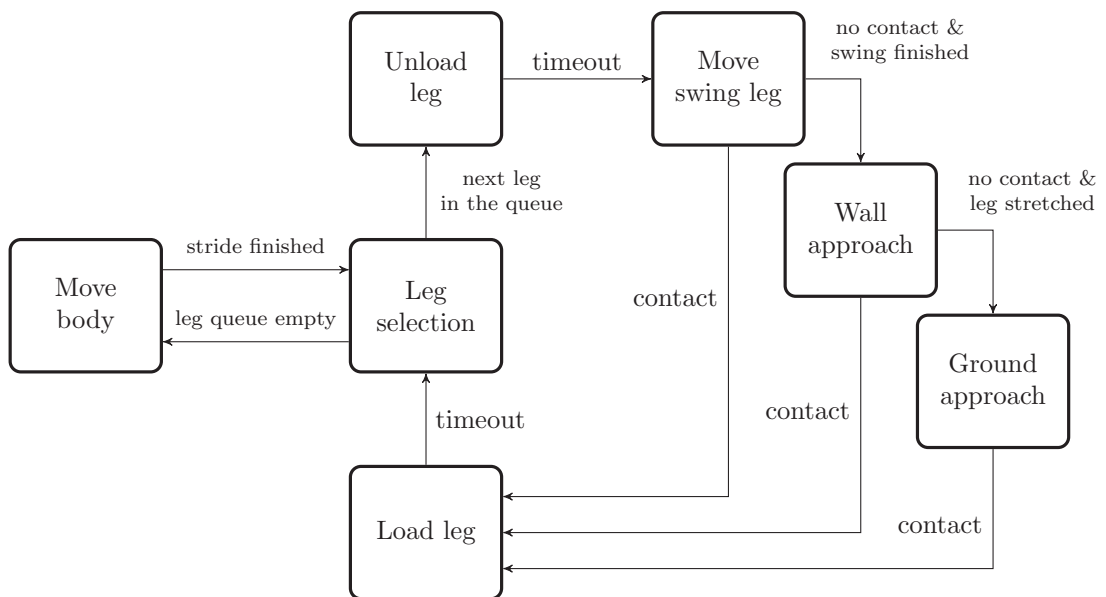 Unload
leg
timeout
Move
swing leg
no contact &
swing finished
next leg
in the queue
Wall
approach
no contact &
leg stretched
Move
body
stride finished
leg queue empty
Leg
selection
contact
Ground
approach
timeout
contact
Load leg
contact